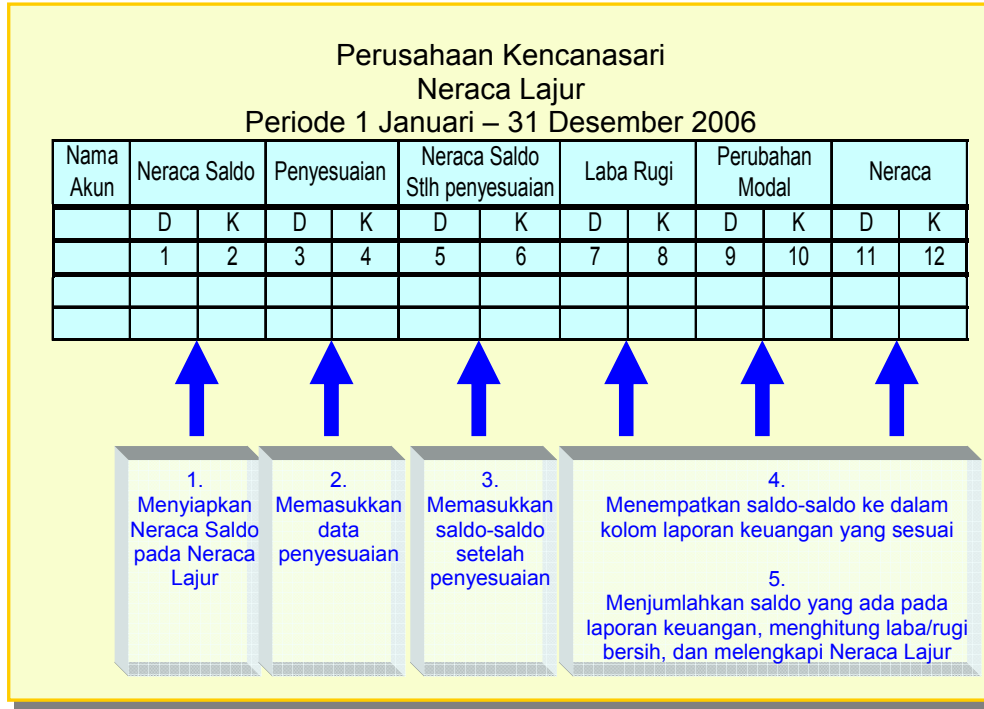 Perusahaan Kencanasari
Neraca Lajur
Periode 1 Januari – 31 Desember 2006
Nama Akun Neraca Saldo Penyesuaian Neraca Saldo Stlh penyesuaian Laba Rugi Perubahan Modal Neraca
D K D K D K D K D K D K
1 2 3 4 5 6 7 8 9 10 11 12
1.
Menyiapkan
Neraca Saldo
pada Neraca
Lajur
2.
Memasukkan
data
penyesuaian
3.
Memasukkan
saldo-saldo
setelah
penyesuaian
4.
Menempatkan saldo-saldo ke dalam
kolom laporan keuangan yang sesuai
5.
Menjumlahkan saldo yang ada pada
laporan keuangan, menghitung laba/rugi
bersih, dan melengkapi Neraca Lajur